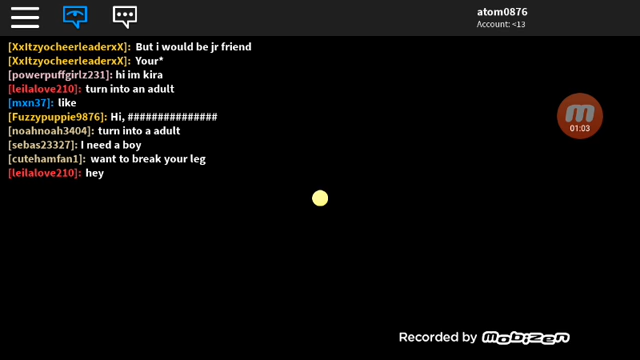 atom0876
Account: <13
[XxItzyocheerleaderxX]: But i would be jr friend
[XxItzyocheerleaderxX]: Your*
[powerpuffgirlz231]: hi im kira
[leilalove210]: turn into an adult
[mxn37]: like
[Fuzzypuppie9876]: Hi, ###############
[noahnoah3404]: turn into a adult
[sebas23327]: I need a boy
[cutehamfan1]: want to break your leg
[leilalove210]: hey
01:03
Recorded by Mobizen